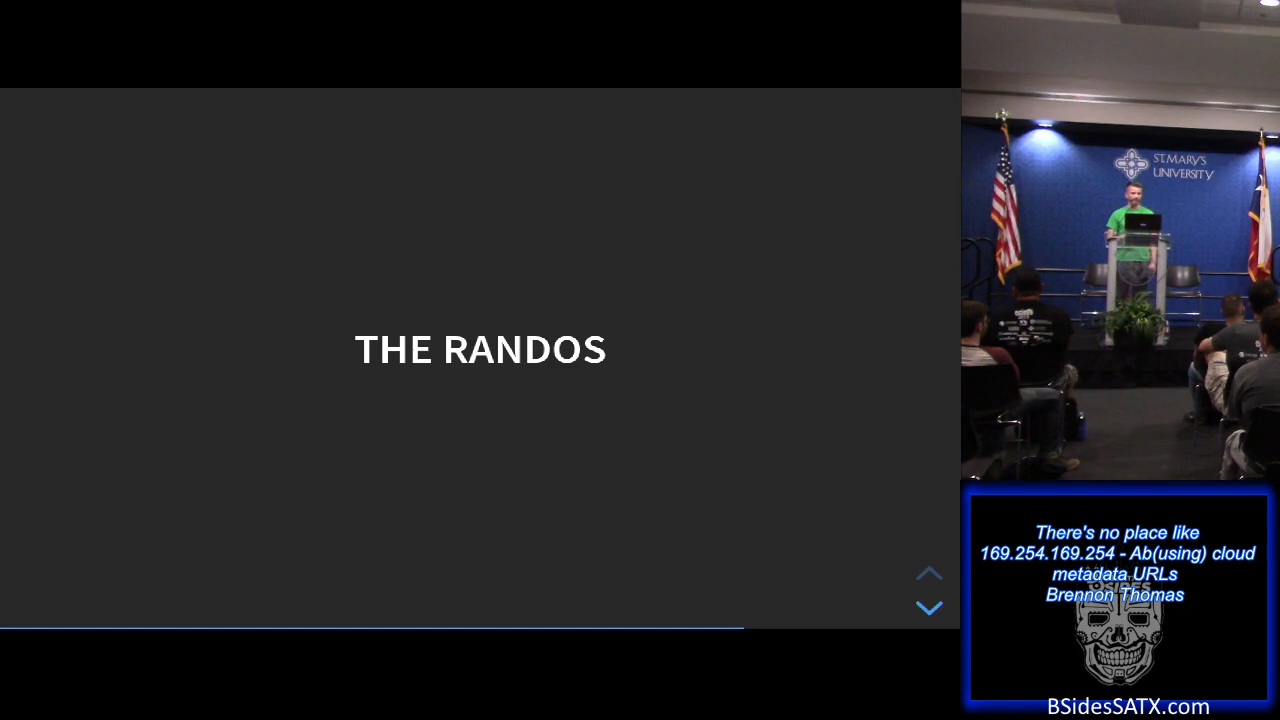 THE RANDOS
ST. MARY'S
UNIVERSITY
There's no place like
169.254.169.254 - Ab(using) cloud
metadata URLs
Brennon Thomas
BSidesSATX.com